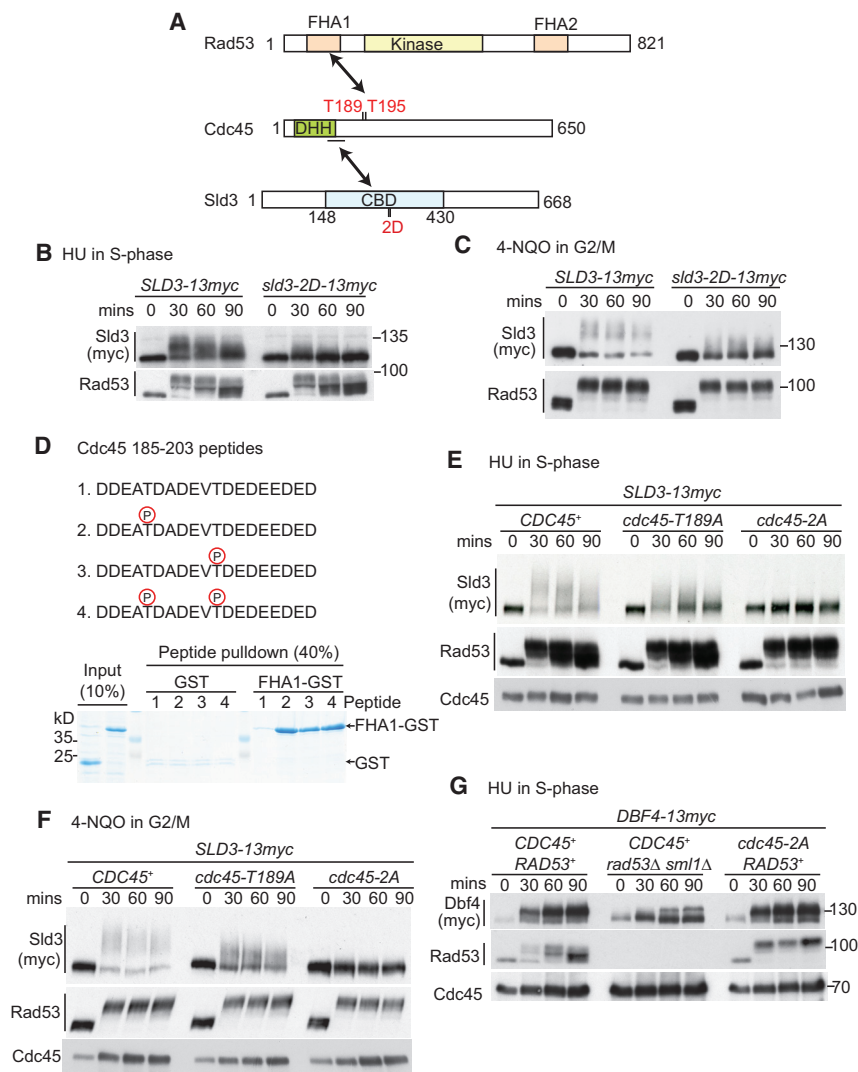 A
FHA1 FHA2
Rad53 1 Kinase 821
T189 T195
Cdc45 1 DHH 650
Sld3 1 CBD 668
148 430
2D
B HU in S-phase
SLD3-13myc sld3-2D-13myc
mins 0 30 60 90 0 30 60 90
Sld3 (myc) -135
-100
Rad53
C 4-NQO in G2/M
SLD3-13myc sld3-2D-13myc
mins 0 30 60 90 0 30 60 90
Sld3 (myc) -130
Rad53 -100
D Cdc45 185-203 peptides
1. DDEATDADEVTDEDEEDED
P
2. DDEATDADEVTDEDEEDED
P
3. DDEATDADEVTDEDEEDED
P P
4. DDEATDADEVTDEDEEDED
Peptide pulldown (40%)
Input (10%) GST FHA1-GST
1 2 3 4 1 2 3 4 Peptide
kD
35- FHA1-GST
25- GST
E HU in S-phase
SLD3-13myc
CDC45+ cdc45-T189A cdc45-2A
mins 0 30 60 90 0 30 60 90 0 30 60 90
Sld3 (myc)
Rad53
Cdc45
F 4-NQO in G2/M
SLD3-13myc
CDC45+ cdc45-T189A cdc45-2A
mins 0 30 60 90 0 30 60 90 0 30 60 90
Sld3 (myc)
Rad53
Cdc45
G HU in S-phase
DBF4-13myc
CDC45+ CDC45+ cdc45-2A
RAD53+ rad53Δ sml1Δ RAD53+
mins 0 30 60 90 0 30 60 90 0 30 60 90
Dbf4 (myc) -130
Rad53 -100
Cdc45 -70